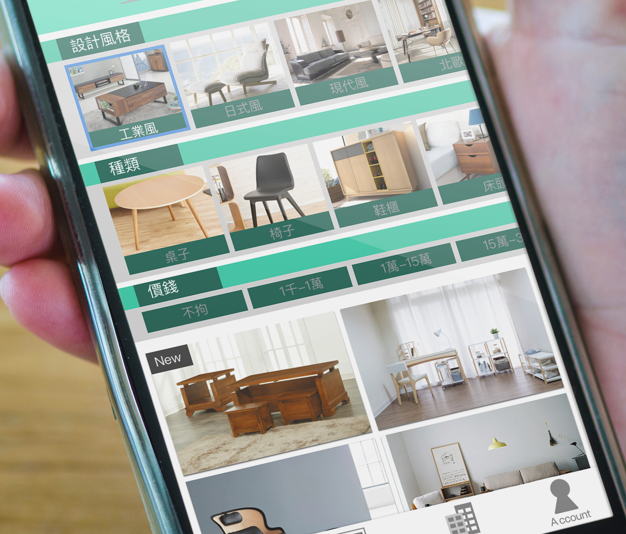 設計風格
工業風
日式風
現代風
北歐
種類
桌子
椅子
鞋櫃
床頭
價錢
不拘
1千-1萬
1萬-15萬
15萬-3
New
Account